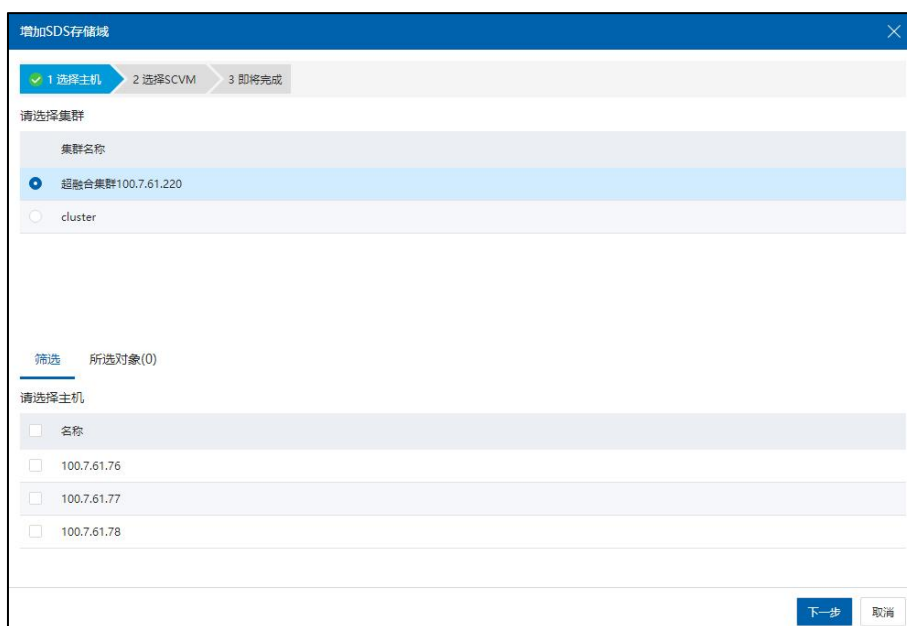 增加SDS存储域
1 选择主机 2 选择SCVM 3 即将完成
请选择集群
集群名称
超融合集群100.7.61.220
cluster
筛选 所选对象(0)
请选择主机
名称
100.7.61.76
100.7.61.77
100.7.61.78
下一步 取消